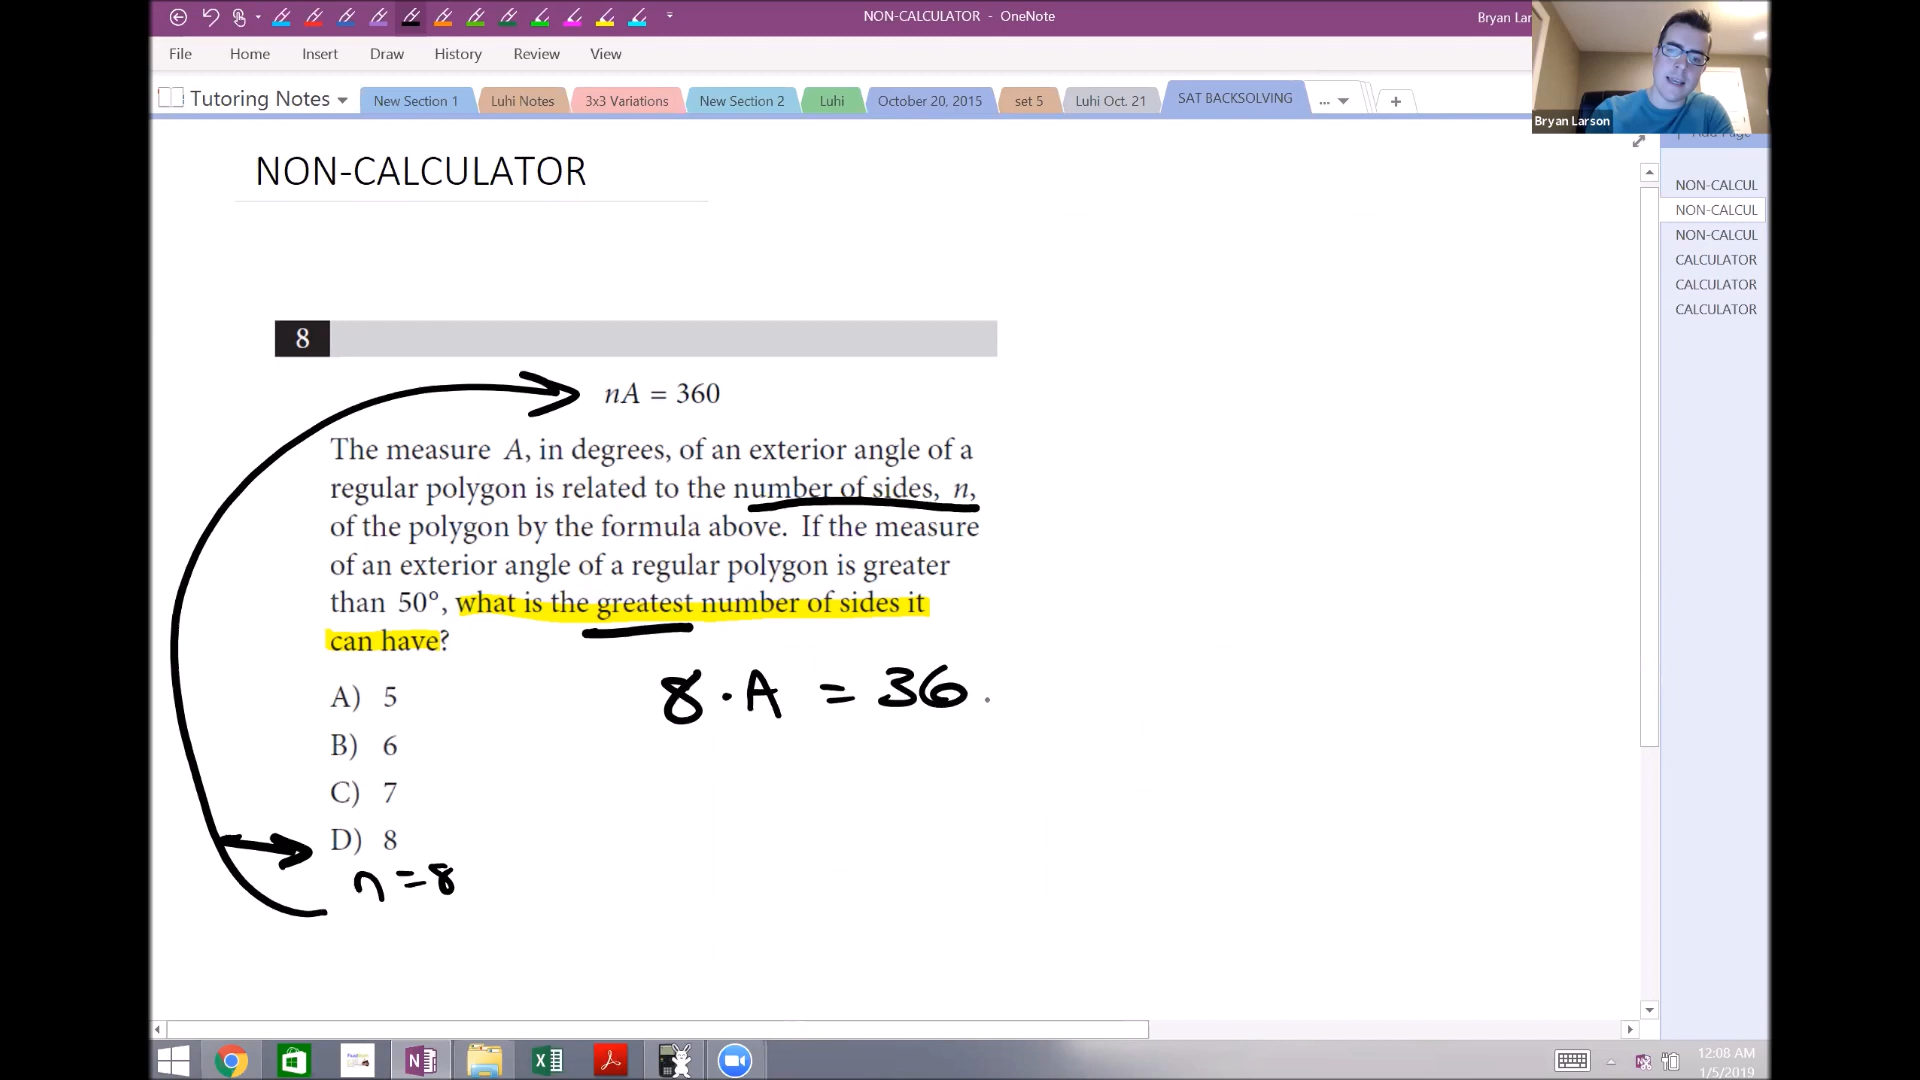 NON-CALCULATOR - OneNote
Bryan Lar
File Home Insert Draw History Review View
Tutoring Notes New Section 1 Luhi Notes 3x3 Variations New Section 2 Luhi October 20, 2015 set 5 Luhi Oct. 21 SAT BACKSOLVING ... +
Bryan Larson
Add Page
NON-CALCULATOR
NON-CALCUL
NON-CALCUL
NON-CALCUL
CALCULATOR
CALCULATOR
CALCULATOR
8
nA = 360
The measure A, in degrees, of an exterior angle of a
regular polygon is related to the number of sides, n,
of the polygon by the formula above. If the measure
of an exterior angle of a regular polygon is greater
than 50°, what is the greatest number of sides it
can have?
8 · A = 36
A) 5
B) 6
C) 7
D) 8
n = 8
12:08 AM
1/5/2019